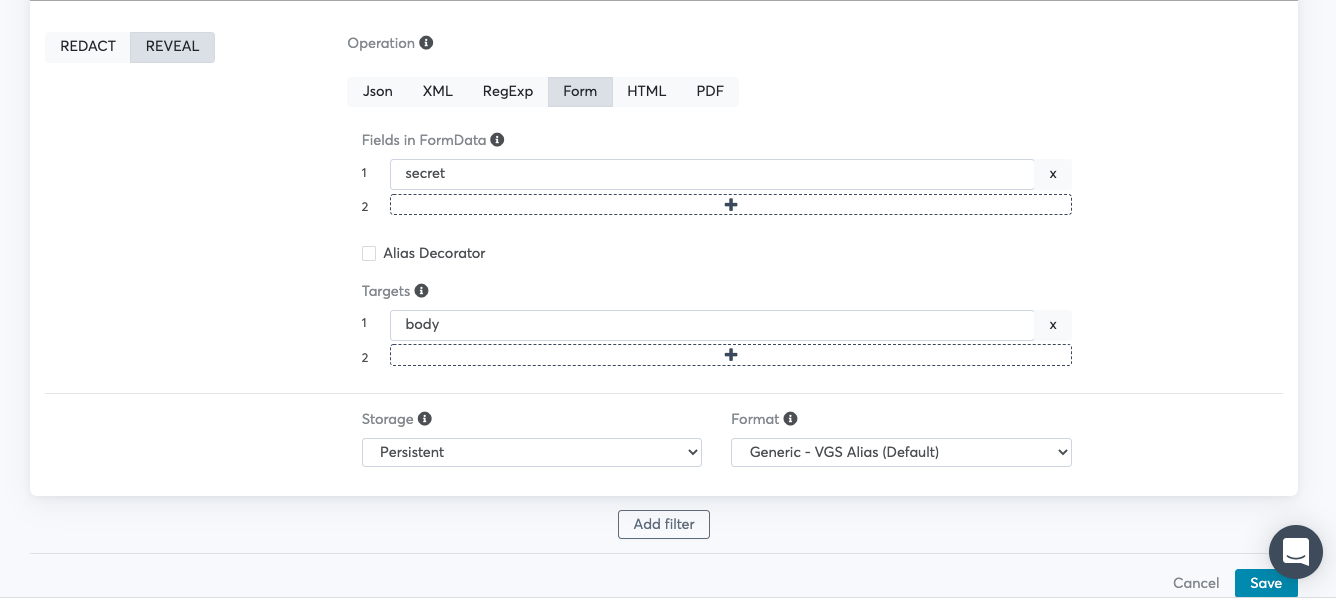 REDACT REVEAL
Operation
Json XML RegExp Form HTML PDF
Fields in FormData
1 secret x
2 +
Alias Decorator
Targets
1 body x
2 +
Storage Format
Persistent Generic - VGS Alias (Default)
Add filter
Cancel Save